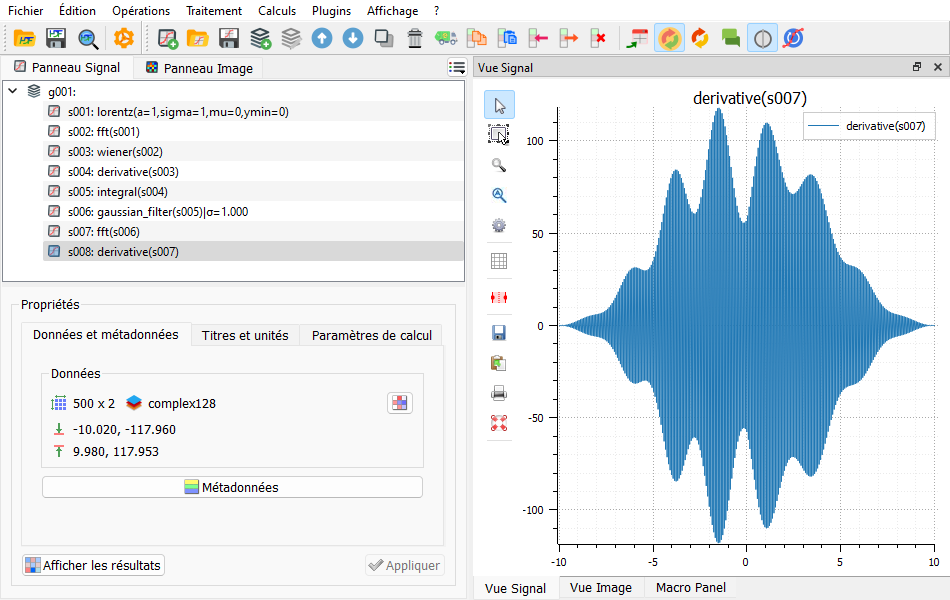 Fichier Édition Opérations Traitement Calculs Plugins Affichage ?
Panneau Signal Panneau Image
g001:
s001: lorentz(a=1,sigma=1,mu=0,ymin=0)
s002: fft(s001)
s003: wiener(s002)
s004: derivative(s003)
s005: integral(s004)
s006: gaussian_filter(s005)|σ=1.000
s007: fft(s006)
s008: derivative(s007)
Propriétés
Données et métadonnées Titres et unités Paramètres de calcul
Données
500 x 2 complex128
-10.020, -117.960
9.980, 117.953
Métadonnées
Afficher les résultats Appliquer
Vue Signal
derivative(s007)
derivative(s007)
100
50
0
-50
-100
-10 -5 0 5 10
Vue Signal Vue Image Macro Panel